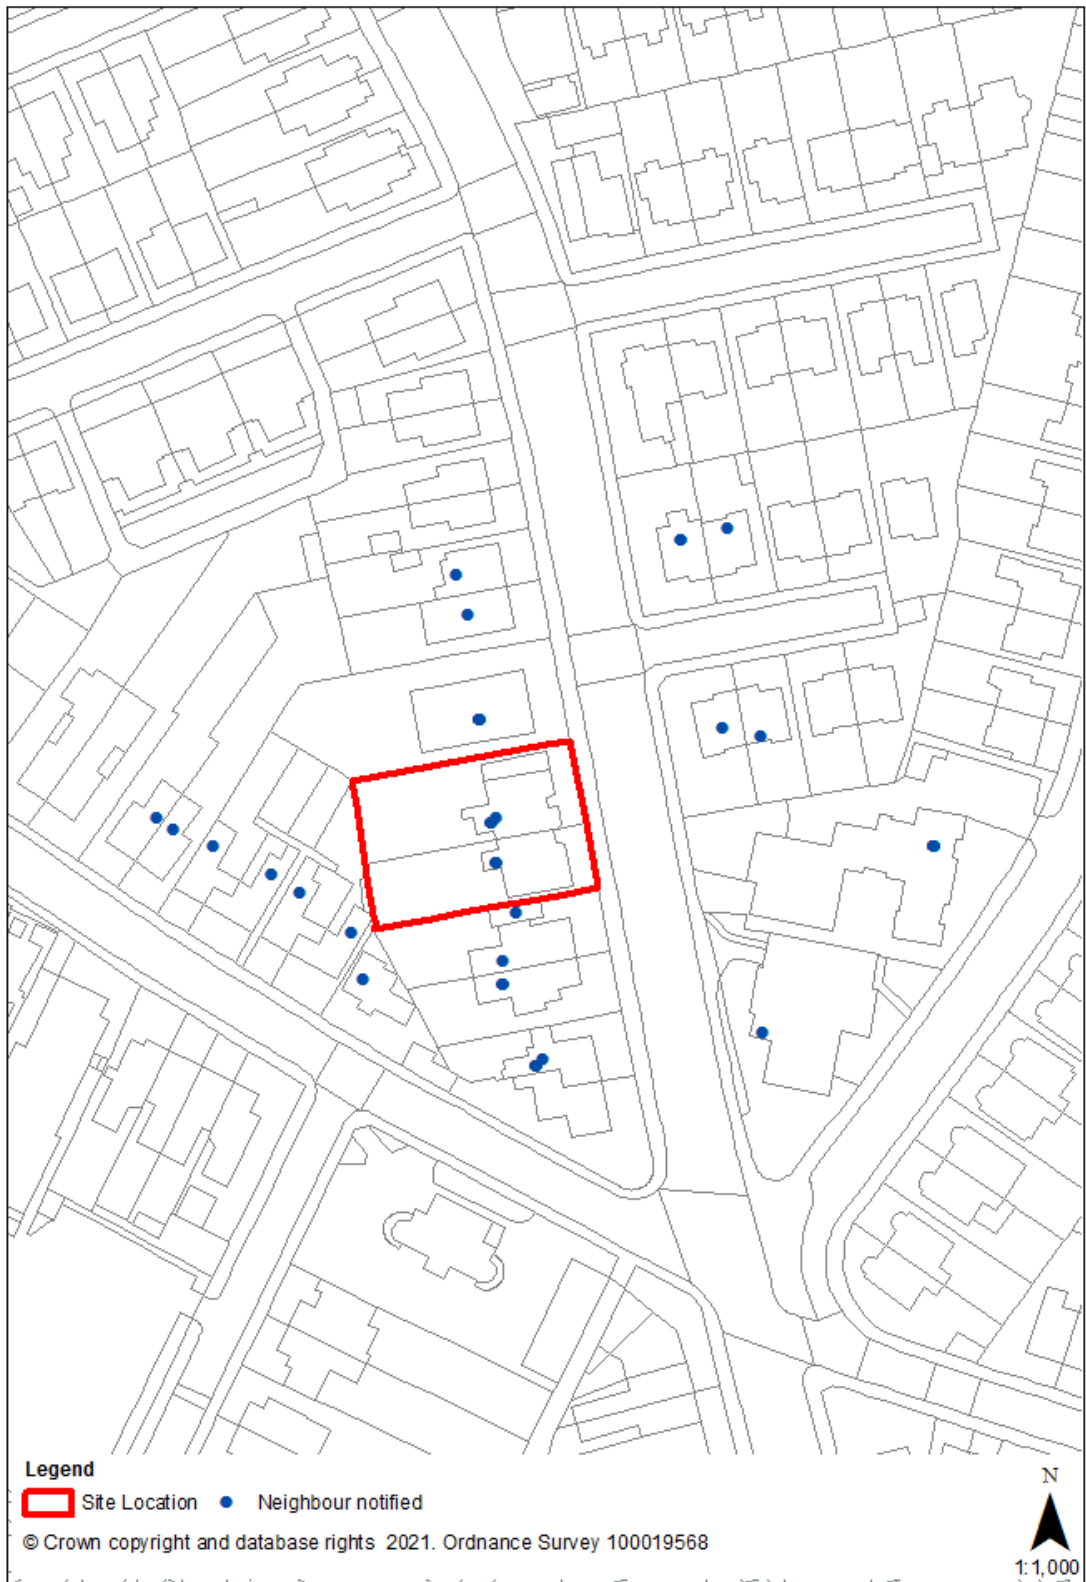 Legend
Site Location Neighbour notified
© Crown copyright and database rights 2021. Ordnance Survey 100019568
N
1:1,000